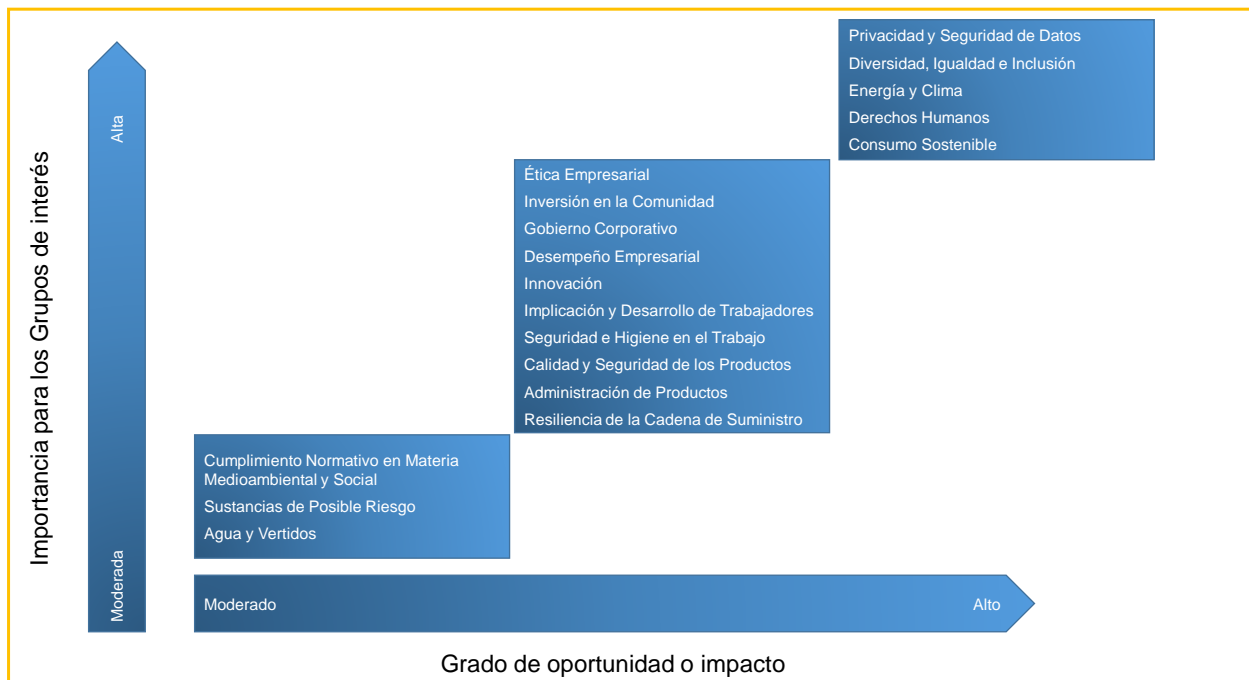 Privacidad y Seguridad de Datos
Diversidad, Igualdad e Inclusión
Energía y Clima
Derechos Humanos
Consumo Sostenible
Importancia para los Grupos de interés
Alta
Moderada
Ética Empresarial
Inversión en la Comunidad
Gobierno Corporativo
Desempeño Empresarial
Innovación
Implicación y Desarrollo de Trabajadores
Seguridad e Higiene en el Trabajo
Calidad y Seguridad de los Productos
Administración de Productos
Resiliencia de la Cadena de Suministro
Cumplimiento Normativo en Materia
Medioambiental y Social
Sustancias de Posible Riesgo
Agua y Vertidos
Moderado
Alto
Grado de oportunidad o impacto